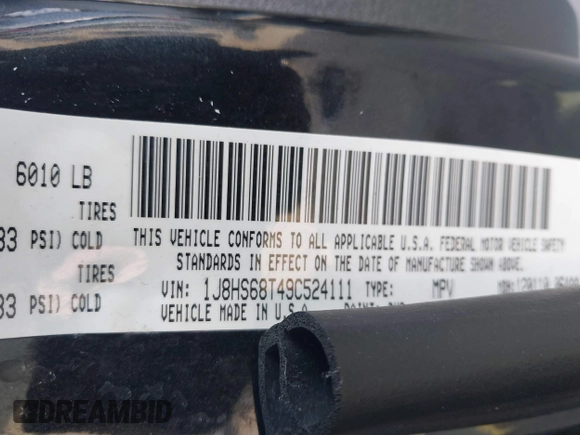 6010 LB
TIRES
33 PSI) COLD
THIS VEHICLE CONFORMS TO ALL APPLICABLE U.S.A. FEDERAL MOTOR VEHICLE SAFETY
STANDARDS IN EFFECT ON THE DATE OF MANUFACTURE SHOWN ABOVE.
TIRES
33 PSI) COLD
VIN: 1J8HS68T49C524111 TYPE: MPV
VEHICLE MADE IN U.S.A
DREAMBID